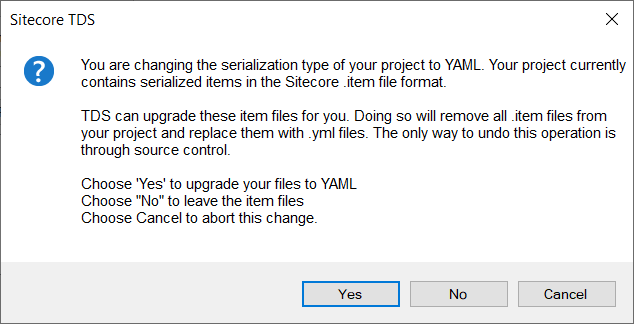 Sitecore TDS
You are changing the serialization type of your project to YAML. Your project currently
contains serialized items in the Sitecore .item file format.
TDS can upgrade these item files for you. Doing so will remove all .item files from
your project and replace them with .yml files. The only way to undo this operation is
through source control.
Choose 'Yes' to upgrade your files to YAML
Choose "No" to leave the item files
Choose Cancel to abort this change.
Yes
No
Cancel